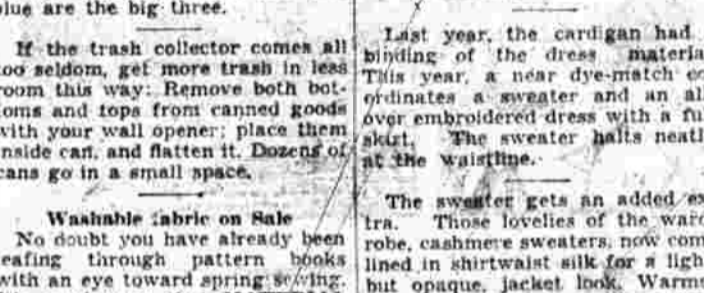 blue are the big three.
If the trash collector comes all
too seldom, get more trash in less
room this way: Remove both bot-
toms and tops from canned goods
with your wall opener; place them
inside can, and flatten it. Dozens of
cans go in a small space.
Washable fabric on Sale
No doubt you have already been
leafing through pattern books
with an eye toward spring sewing.
Last year, the cardigan had
binding of the dress materia
This year, a near dye-match co
ordinates a sweater and an all
over embroidered dress with a ful
skirt. The sweater halts neatl
at the waistline.
The sweater gets an added ex
tra. Those lovelies of the ward
robe, cashmere sweaters, now com
lined in shirtwaist silk for a ligh
but opaque, jacket look. Warms